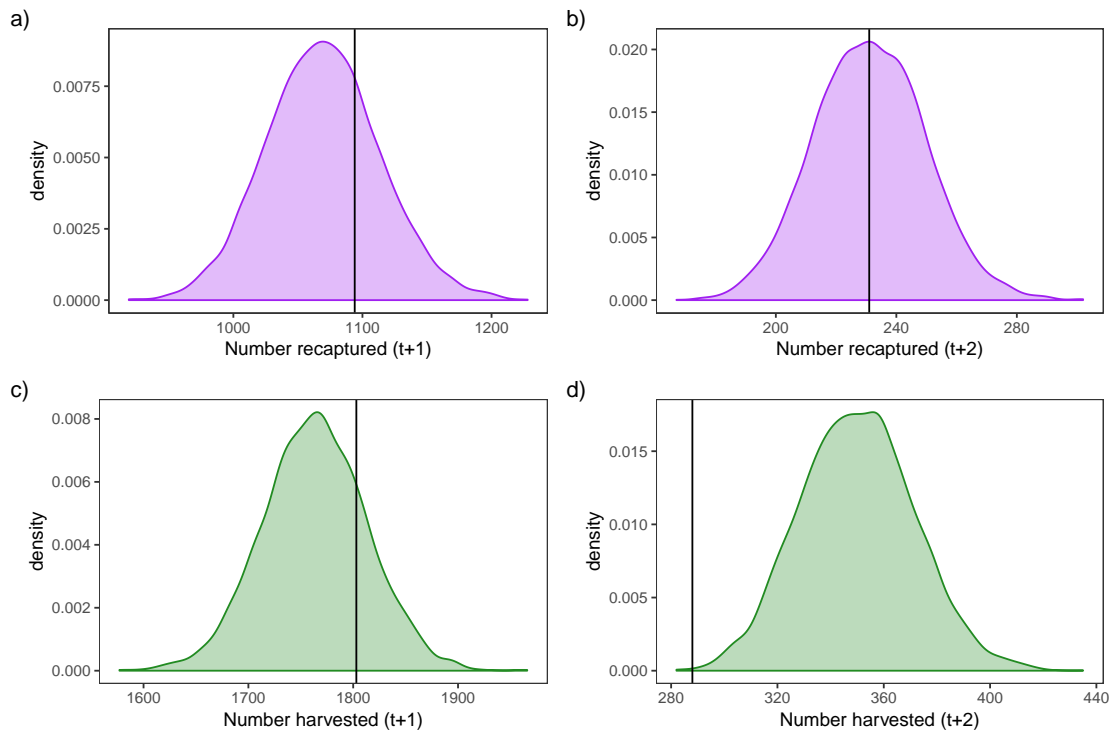 a)
density
0.0075
0.0050
0.0025
0.0000
1000 1100 1200
Number recaptured (t+1)
b)
density
0.020
0.015
0.010
0.005
0.000
200 240 280
Number recaptured (t+2)
c)
density
0.008
0.006
0.004
0.002
0.000
1600 1700 1800 1900
Number harvested (t+1)
d)
density
0.015
0.010
0.005
0.000
280 320 360 400 440
Number harvested (t+2)